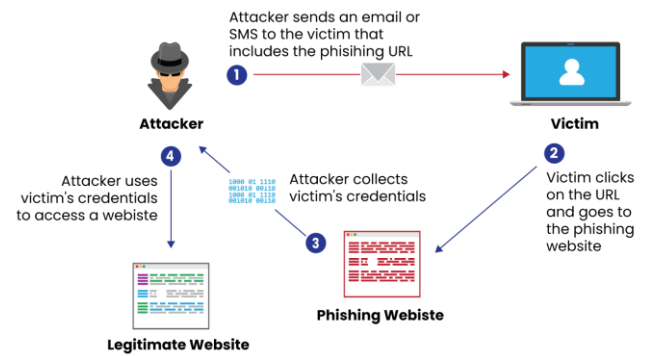 Attacker sends an email or
SMS to the victim that
includes the phisihing URL
1
Attacker
Victim
4
2
Attacker uses
victim's credentials
to access a webiste
1000 01 1110
001010 00110
1000 01 1110
001010 00110
Attacker collects
victim's credentials
Victim clicks
on the URL
and goes to
the phishing
website
3
Phishing Webiste
Legitimate Website